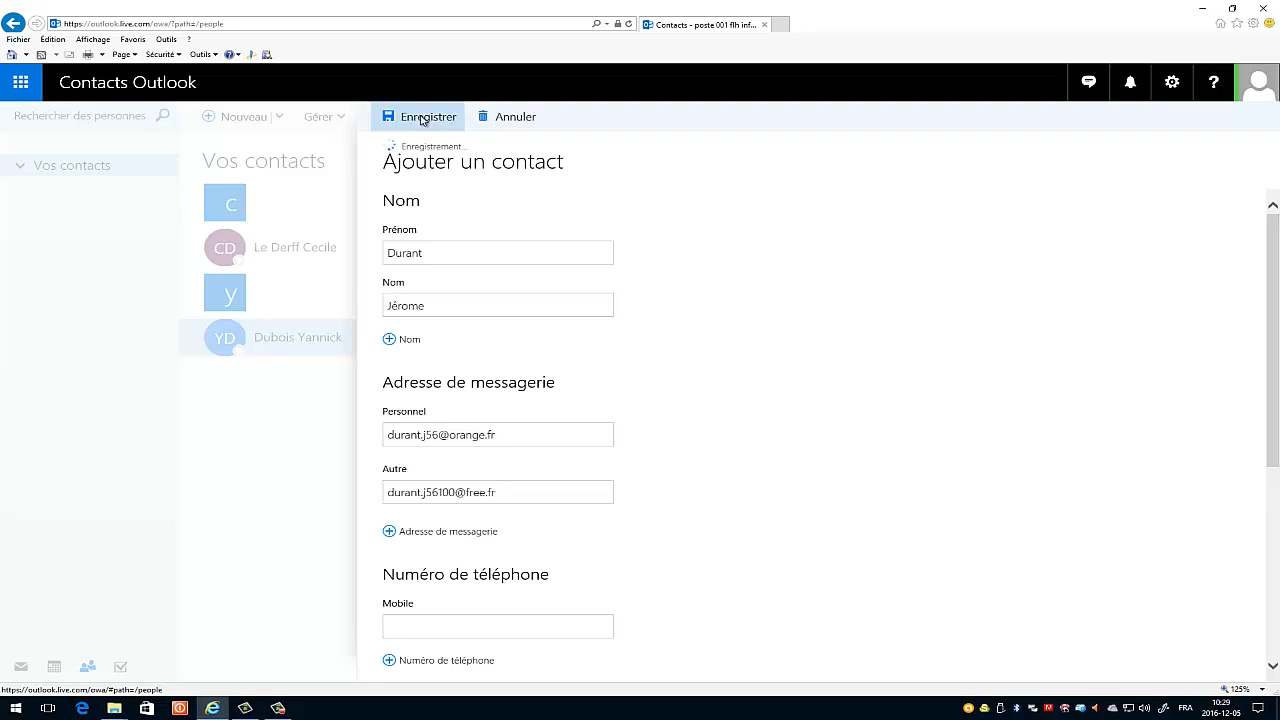 https://outlook.live.com/owa/?path=/people
Contacts - poste 001 flh inf...
Fichier Édition Affichage Favoris Outils ?
Page Sécurité Outils
Contacts Outlook
Rechercher des personnes
Nouveau Gérer
Enregistrer Annuler
Enregistrement...
Vos contacts
Vos contacts
Ajouter un contact
c
CD Le Derff Cecile
y
YD Dubois Yannick
Nom
Prénom
Durant
Nom
Jérome
Nom
Adresse de messagerie
Personnel
durant.j56@orange.fr
Autre
durant.j56100@free.fr
Adresse de messagerie
Numéro de téléphone
Mobile
Numéro de téléphone
https://outlook.live.com/owa/#path=/people
125%
FRA
10:29
2016-12-05